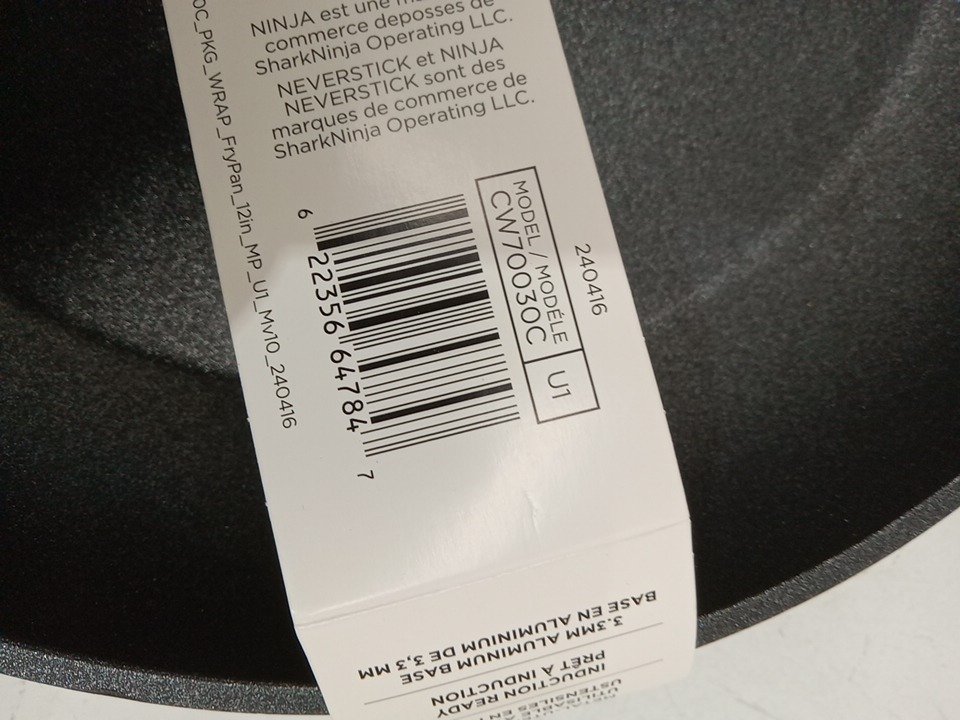 NINJA est une
commerce deposses de
SharkNinja Operating LLC.
NEVERSTICK et NINJA
NEVERSTICK sont des
marques de commerce de
SharkNinja Operating LLC.
0C_PKG_WRAP_FryPan_12in_MP_U1_Mv10_240416
6 22356 64784 7
MODEL / MODÈLE
CW70030C
U1
240416
3.3MM ALUMINUM BASE
BASE EN ALUMINIUM DE 3,3 MM
INDUCTION READY
PRÊT À INDUCTION